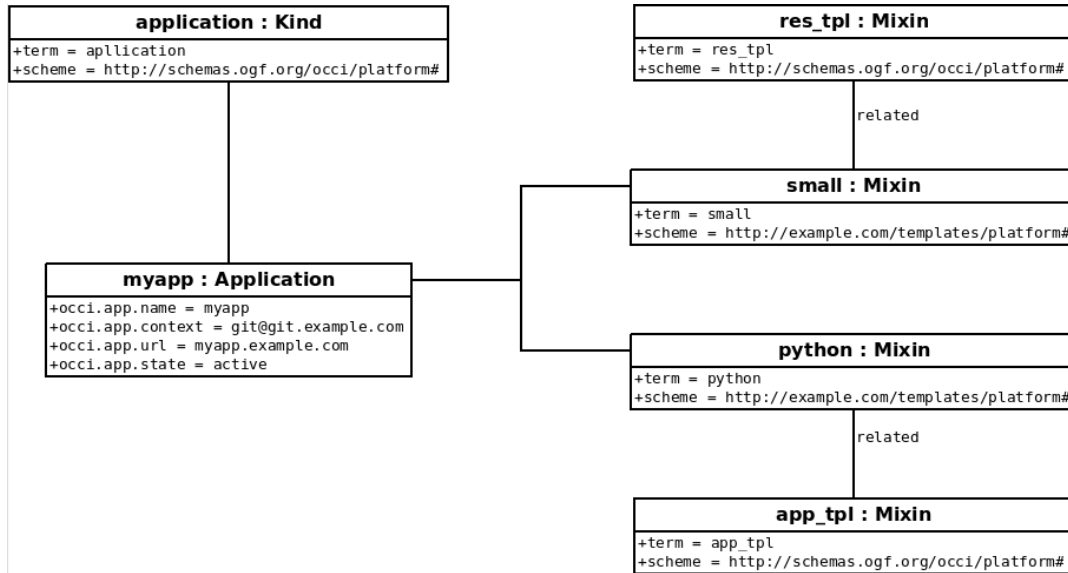 application : Kind
+term = apllication
+scheme = http://schemas.ogf.org/occi/platform#
res_tpl : Mixin
+term = res_tpl
+scheme = http://schemas.ogf.org/occi/platform#
related
small : Mixin
+term = small
+scheme = http://example.com/templates/platform#
myapp : Application
+occi.app.name = myapp
+occi.app.context = git@git.example.com
+occi.app.url = myapp.example.com
+occi.app.state = active
python : Mixin
+term = python
+scheme = http://example.com/templates/platform#
related
app_tpl : Mixin
+term = app_tpl
+scheme = http://schemas.ogf.org/occi/platform#